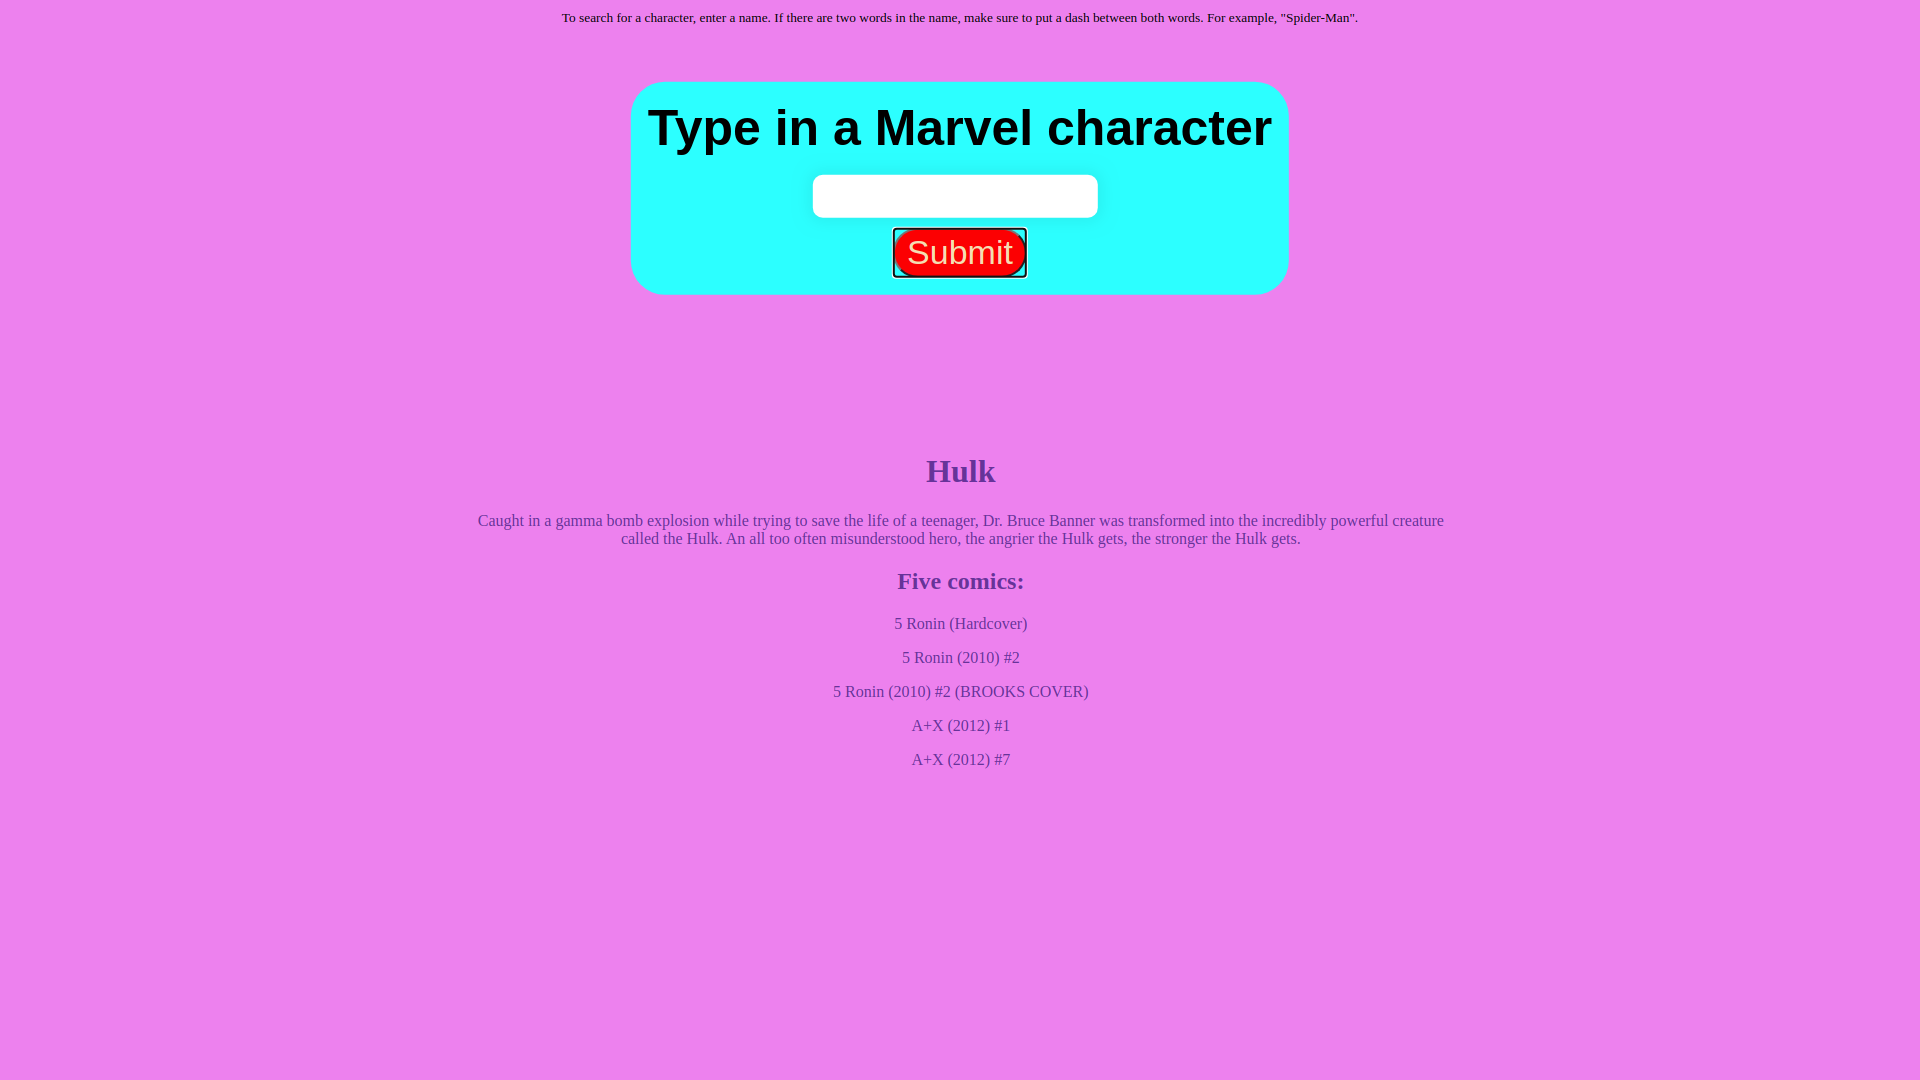 To search for a character, enter a name. If there are two words in the name, make sure to put a dash between both words. For example, "Spider-Man".
Type in a Marvel character
Submit
Hulk
Caught in a gamma bomb explosion while trying to save the life of a teenager, Dr. Bruce Banner was transformed into the incredibly powerful creature
called the Hulk. An all too often misunderstood hero, the angrier the Hulk gets, the stronger the Hulk gets.
Five comics:
5 Ronin (Hardcover)
5 Ronin (2010) #2
5 Ronin (2010) #2 (BROOKS COVER)
A+X (2012) #1
A+X (2012) #7